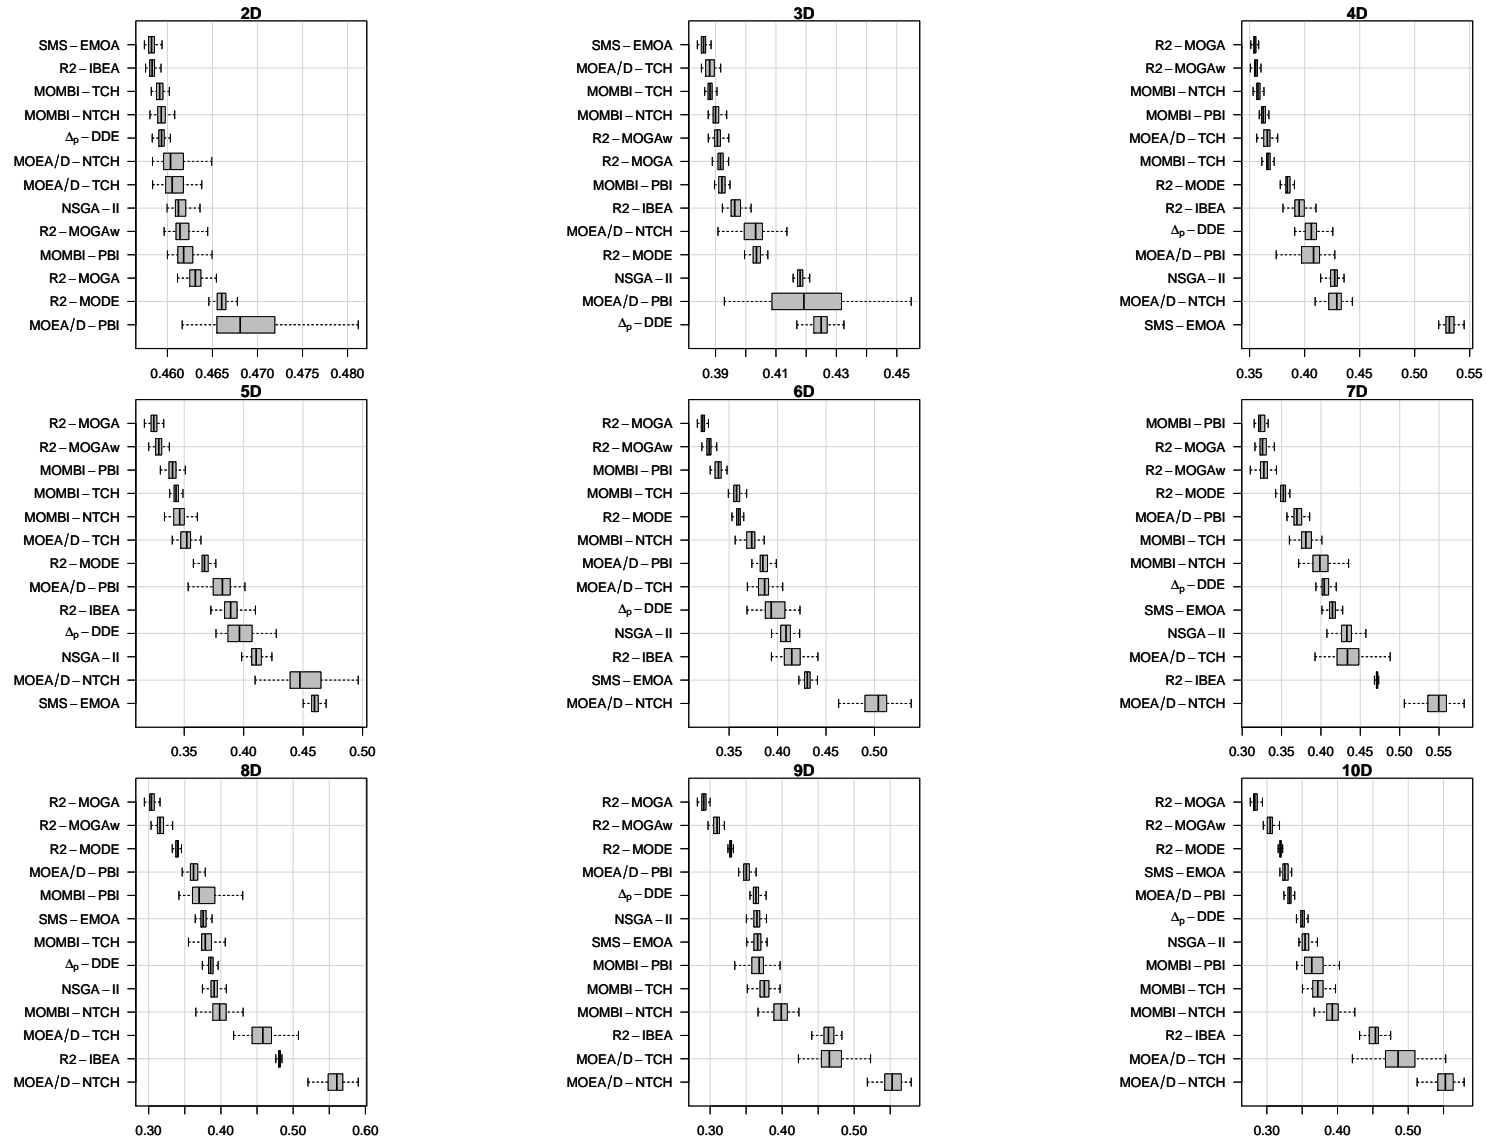 2D
SMS−EMOA
R2−IBEA
MOMBI−TCH
MOMBI−NTCH
Δp−DDE
MOEA/D−NTCH
MOEA/D−TCH
NSGA−II
R2−MOGAw
MOMBI−PBI
R2−MOGA
R2−MODE
MOEA/D−PBI
0.460 0.465 0.470 0.475 0.480
3D
SMS−EMOA
MOEA/D−TCH
MOMBI−TCH
MOMBI−NTCH
R2−MOGAw
R2−MOGA
MOMBI−PBI
R2−IBEA
MOEA/D−NTCH
R2−MODE
NSGA−II
MOEA/D−PBI
Δp−DDE
0.39 0.41 0.43 0.45
4D
R2−MOGA
R2−MOGAw
MOMBI−NTCH
MOMBI−PBI
MOEA/D−TCH
MOMBI−TCH
R2−MODE
R2−IBEA
Δp−DDE
MOEA/D−PBI
NSGA−II
MOEA/D−NTCH
SMS−EMOA
0.35 0.40 0.45 0.50 0.55
5D
R2−MOGA
R2−MOGAw
MOMBI−PBI
MOMBI−TCH
MOMBI−NTCH
MOEA/D−TCH
R2−MODE
MOEA/D−PBI
R2−IBEA
Δp−DDE
NSGA−II
MOEA/D−NTCH
SMS−EMOA
0.35 0.40 0.45 0.50
6D
R2−MOGA
R2−MOGAw
MOMBI−PBI
MOMBI−TCH
R2−MODE
MOMBI−NTCH
MOEA/D−PBI
MOEA/D−TCH
Δp−DDE
NSGA−II
R2−IBEA
SMS−EMOA
MOEA/D−NTCH
0.35 0.40 0.45 0.50
7D
MOMBI−PBI
R2−MOGA
R2−MOGAw
R2−MODE
MOEA/D−PBI
MOMBI−TCH
MOMBI−NTCH
Δp−DDE
SMS−EMOA
NSGA−II
MOEA/D−TCH
R2−IBEA
MOEA/D−NTCH
0.30 0.35 0.40 0.45 0.50 0.55
8D
R2−MOGA
R2−MOGAw
R2−MODE
MOEA/D−PBI
MOMBI−PBI
SMS−EMOA
MOMBI−TCH
Δp−DDE
NSGA−II
MOMBI−NTCH
MOEA/D−TCH
R2−IBEA
MOEA/D−NTCH
0.30 0.40 0.50 0.60
9D
R2−MOGA
R2−MOGAw
R2−MODE
MOEA/D−PBI
Δp−DDE
NSGA−II
SMS−EMOA
MOMBI−PBI
MOMBI−TCH
MOMBI−NTCH
R2−IBEA
MOEA/D−TCH
MOEA/D−NTCH
0.30 0.40 0.50
10D
R2−MOGA
R2−MOGAw
R2−MODE
SMS−EMOA
MOEA/D−PBI
Δp−DDE
NSGA−II
MOMBI−PBI
MOMBI−TCH
MOMBI−NTCH
R2−IBEA
MOEA/D−TCH
MOEA/D−NTCH
0.30 0.40 0.50